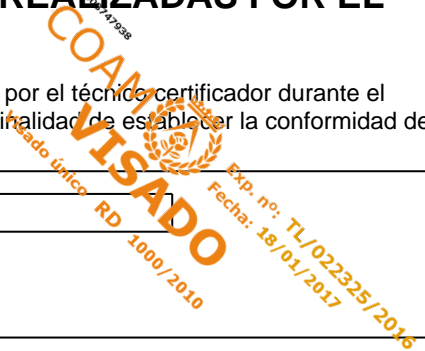 REALIZADAS POR EL
por el técnico certificador durante el
inalidad de establecer la conformidad de
COAM
VISADO
Visado único RD 1000/2010
Exp. nº: TL/022325/2016
Fecha: 18/01/2017